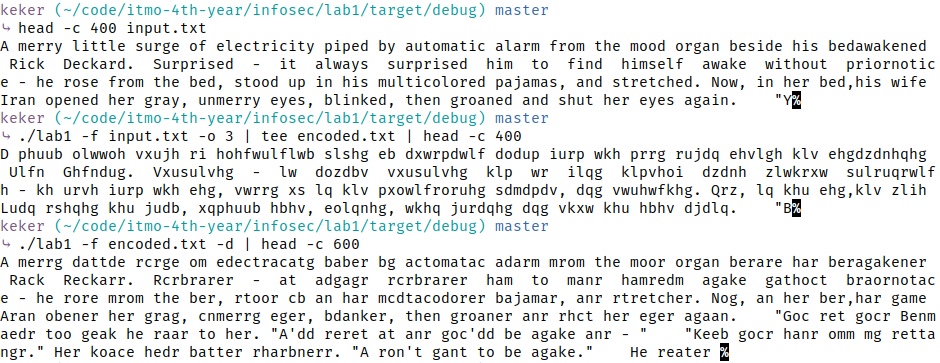 keker (~/code/itmo-4th-year/infosec/lab1/target/debug) master
↪ head -c 400 input.txt
A merry little surge of electricity piped by automatic alarm from the mood organ beside his bedawakened
 Rick Deckard. Surprised - it always surprised him to find himself awake without priornotic
e - he rose from the bed, stood up in his multicolored pajamas, and stretched. Now, in her bed,his wife
Iran opened her gray, unmerry eyes, blinked, then groaned and shut her eyes again. "Y%
keker (~/code/itmo-4th-year/infosec/lab1/target/debug) master
↪ ./lab1 -f input.txt -o 3 | tee encoded.txt | head -c 400
D phuub olwwoh vxujh ri hohfwulflwb slshg eb dxwrpdwlf dodup iurp wkh prrg rujdq ehvlgh klv ehgdzdnhqhg
 Ulfn Ghfndug. Vxusulvhg - lw dozdbv vxusulvhg klp wr ilqg klpvhoi dzdnh zlwkrxw sulruqrwlf
h - kh urvh iurp wkh ehg, vwrrg xs lq klv pxowlfroruhg sdmdpdv, dqg vwuhwfkhg. Qrz, lq khu ehg,klv zlih
Ludq rshqhg khu judb, xqphuub hbhv, eolqnhg, wkhq jurdqhg dqg vkxw khu hbhv djdlq. "B%
keker (~/code/itmo-4th-year/infosec/lab1/target/debug) master
↪ ./lab1 -f encoded.txt -d | head -c 600
A merrg dattde rcrge om edectracatg baber bg actomatac adarm mrom the moor organ berare har beragakener
 Rack Reckarr. Rcrbrarer - at adgagr rcrbrarer ham to manr hamredm agake gathoct braornotac
e - he rore mrom the ber, rtoor cb an har mcdtacodorer bajamar, anr rtretcher. Nog, an her ber,har game
Aran obener her grag, cnmerrg eger, bdanker, then groaner anr rhct her eger agaan. "Goc ret gocr Benm
aedr too geak he raar to her. "A'dd reret at anr goc'dd be agake anr - " "Keeb gocr hanr omm mg retta
ngr." Her koace hedr batter rharbnerr. "A ron't gant to be agake." He reater %